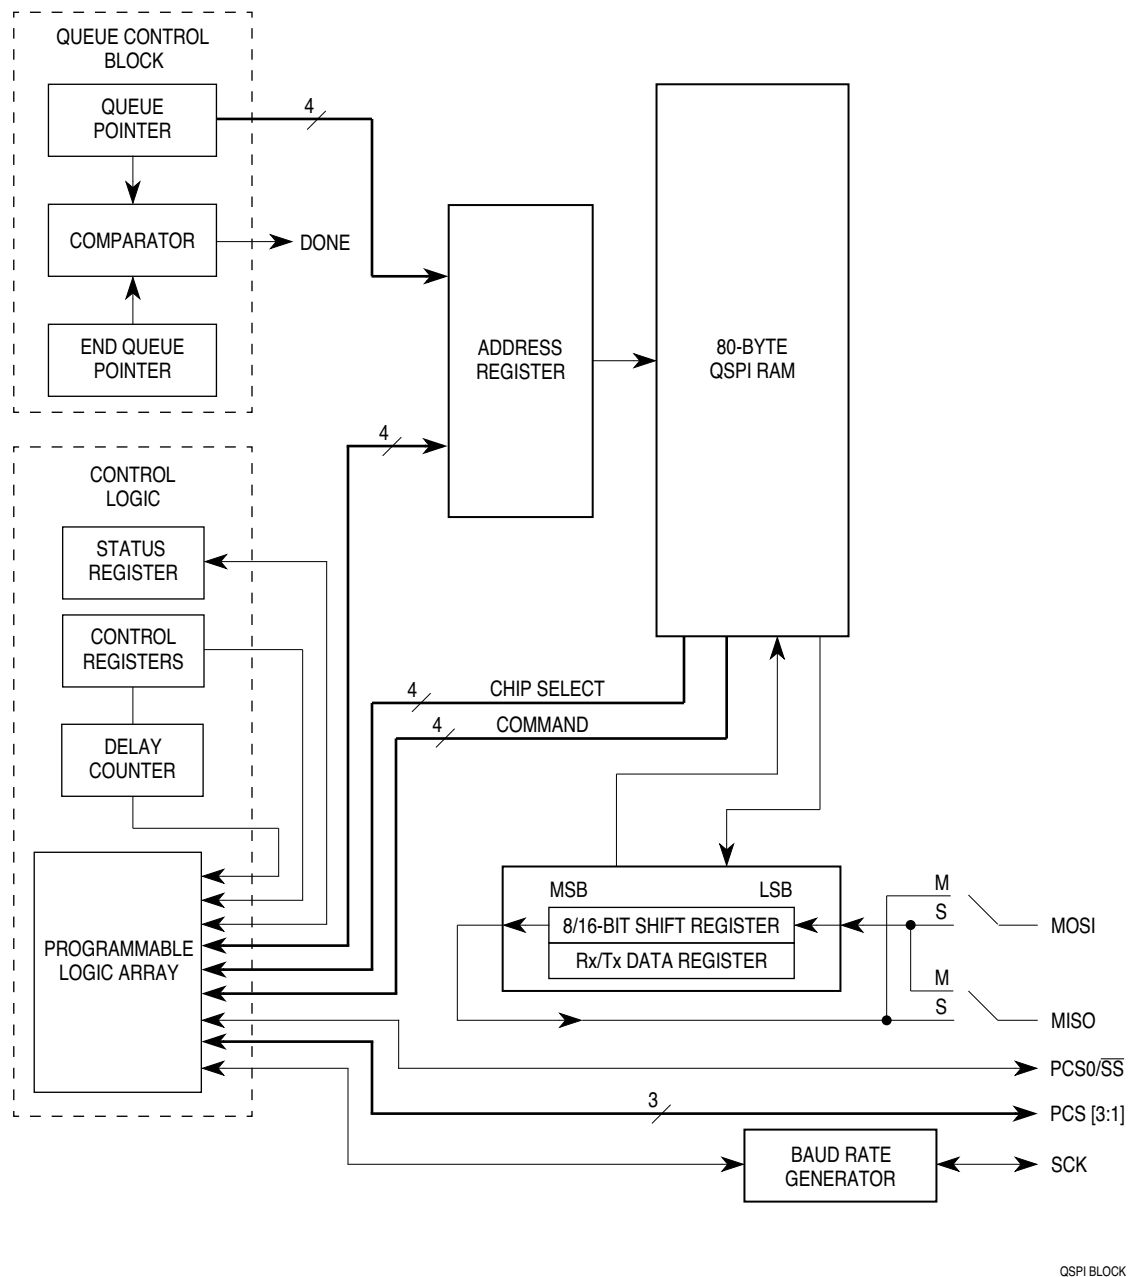 QUEUE CONTROL
BLOCK
QUEUE
POINTER
4
COMPARATOR
DONE
END QUEUE
POINTER
ADDRESS
REGISTER
80-BYTE
QSPI RAM
4
CONTROL
LOGIC
STATUS
REGISTER
CONTROL
REGISTERS
DELAY
COUNTER
4
CHIP SELECT
4
COMMAND
PROGRAMMABLE
LOGIC ARRAY
MSB
LSB
8/16-BIT SHIFT REGISTER
Rx/Tx DATA REGISTER
M
S
MOSI
M
S
MISO
PCS0/S̅S̅
3
PCS [3:1]
BAUD RATE
GENERATOR
SCK
QSPI BLOCK